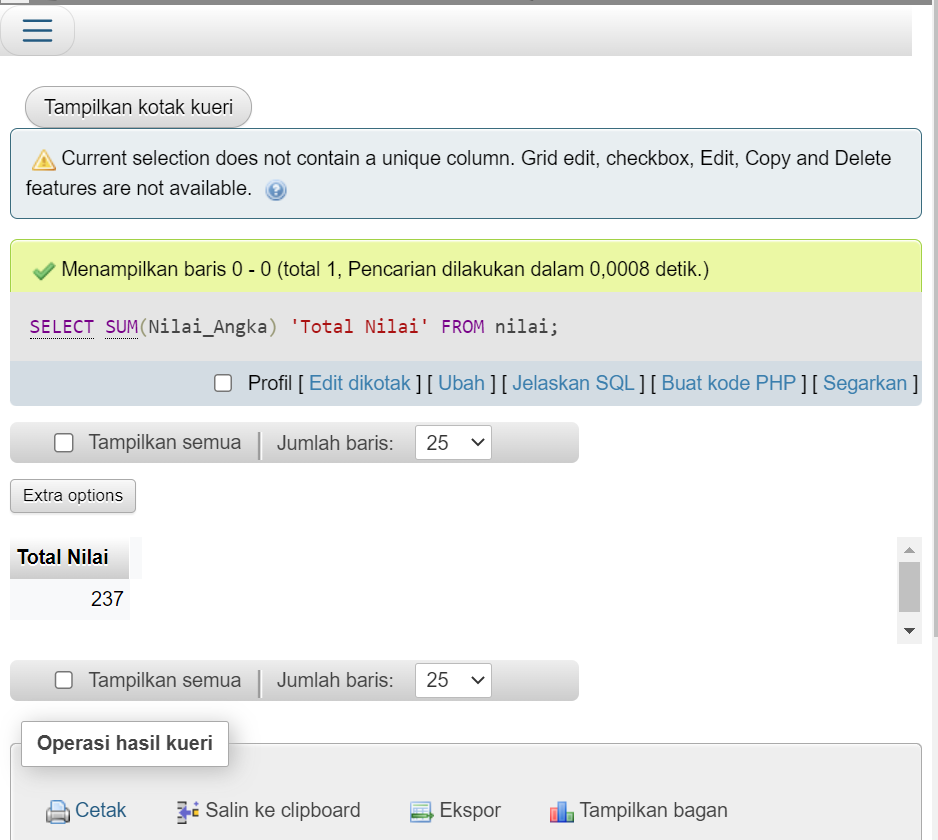 Tampilkan kotak kueri
Current selection does not contain a unique column. Grid edit, checkbox, Edit, Copy and Delete
features are not available.
Menampilkan baris 0 - 0 (total 1, Pencarian dilakukan dalam 0,0008 detik.)
SELECT SUM(Nilai_Angka) 'Total Nilai' FROM nilai;
Profil [ Edit dikotak ] [ Ubah ] [ Jelaskan SQL ] [ Buat kode PHP ] [ Segarkan ]
Tampilkan semua | Jumlah baris: 25
Extra options
Total Nilai
237
Tampilkan semua | Jumlah baris: 25
Operasi hasil kueri
Cetak Salin ke clipboard Ekspor Tampilkan bagan